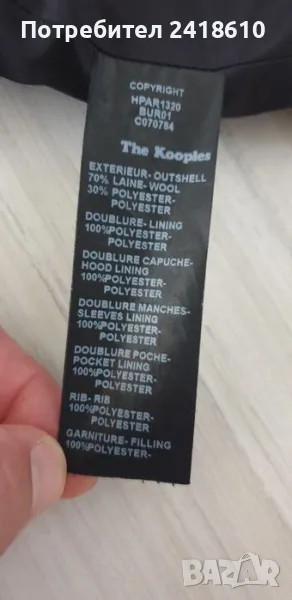 Потребител 2418610
COPYRIGHT
HPAR1320
BUR01
C070784
The Kooples
EXTERIEUR- OUTSHELL
70% LAINE- WOOL
30% POLYESTER-
POLYESTER
DOUBLURE- LINING
100%POLYESTER-
POLYESTER
DOUBLURE CAPUCHE-
HOOD LINING
100%POLYESTER-
POLYESTER
DOUBLURE MANCHES-
SLEEVES LINING
100%POLYESTER-
POLYESTER
DOUBLURE POCHE-
POCKET LINING
100%POLYESTER-
POLYESTER
RIB- RIB
100%POLYESTER-
POLYESTER
GARNITURE- FILLING
100%POLYESTER-
BAZAR